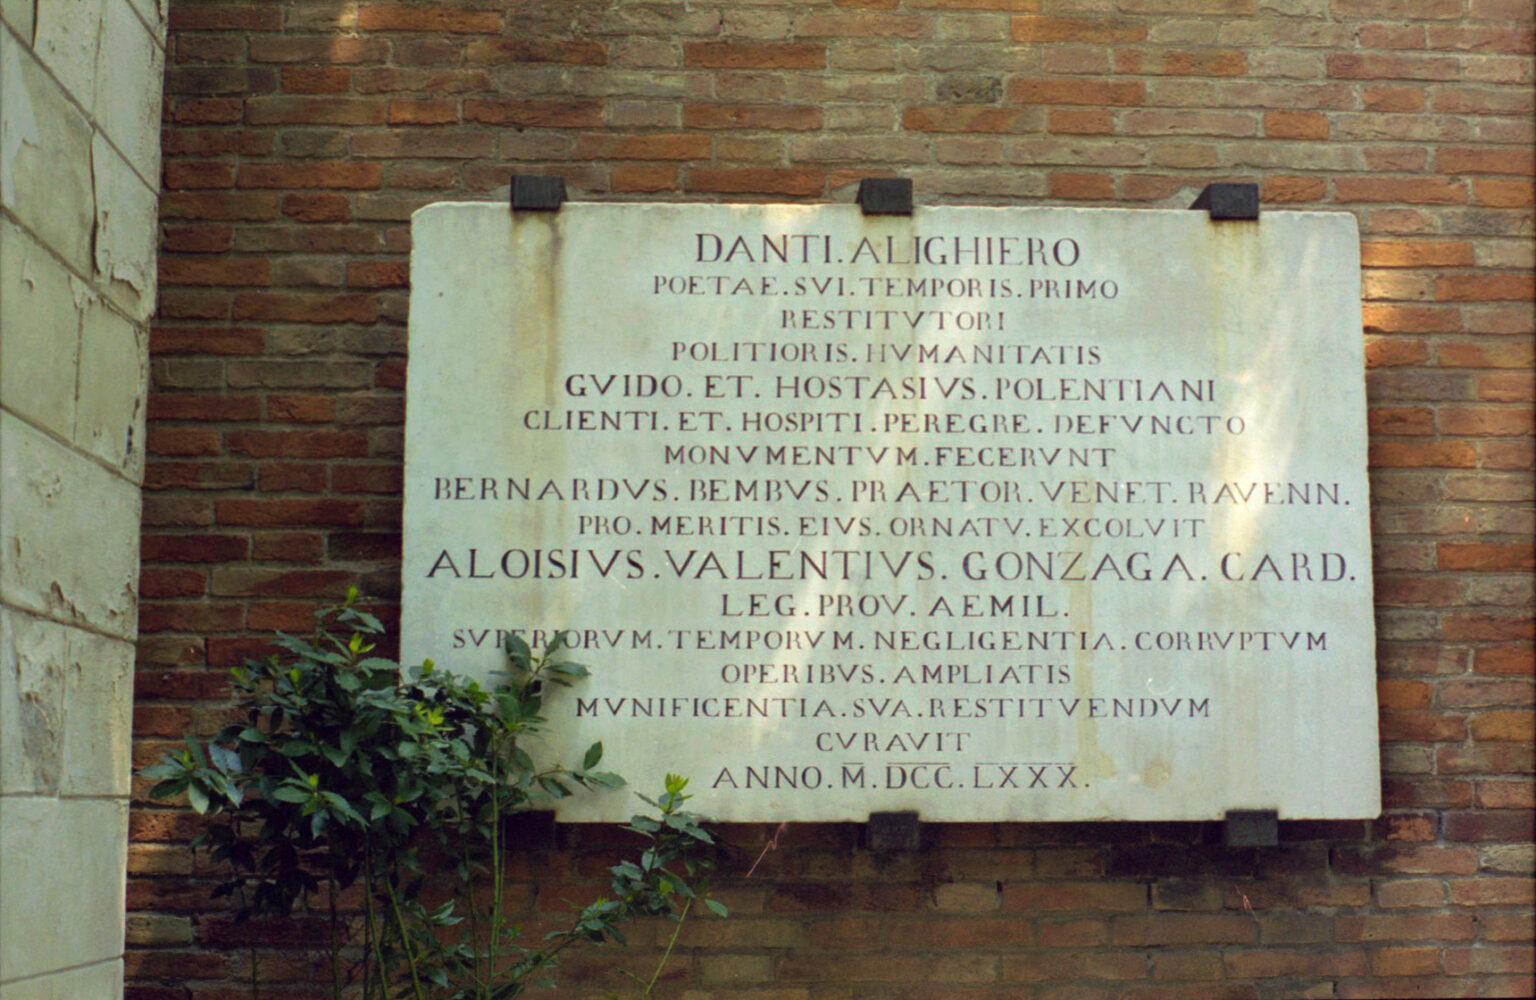 DANTI.ALIGHIERO
POETAE.SVI.TEMPORIS.PRIMO
RESTITVTORI
POLITIORIS.HVMANITATIS
GVIDO.ET.HOSTASIVS.POLENTIANI
CLIENTI.ET.HOSPITI.PEREGRE.DEFVNCTO
MONVMENTVM.FECERVNT
BERNARDVS.BEMBVS.PRAETOR.VENET.RAVENN.
PRO.MERITIS.EIVS.ORNATV.EXCOLVIT
ALOISIVS.VALENTIVS.GONZAGA.CARD.
LEG.PROV.AEMIL.
SVPERIORVM.TEMPORVM.NEGLIGENTIA.CORRVPTVM
OPERIBVS.AMPLIATIS
MVNIFICENTIA.SVA.RESTITVENDVM
CVRAVIT
ANNO.M̅.D̅C̅C̅.L̅X̅X̅X̅.